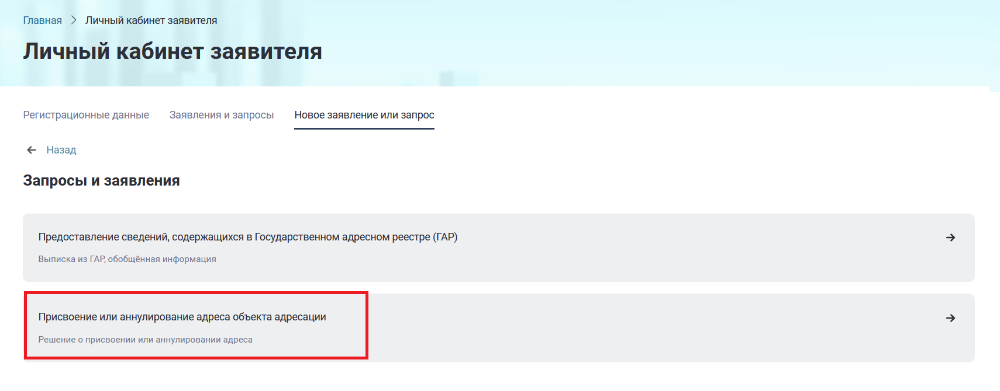 Главная > Личный кабинет заявителя
Личный кабинет заявителя
Регистрационные данные Заявления и запросы Новое заявление или запрос
← Назад
Запросы и заявления
Предоставление сведений, содержащихся в Государственном адресном реестре (ГАР) →
Выписка из ГАР, обобщённая информация
Присвоение или аннулирование адреса объекта адресации →
Решение о присвоении или аннулировании адреса